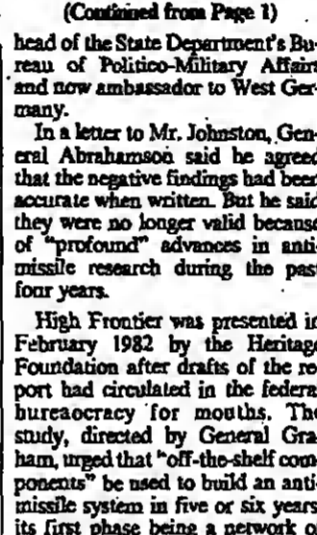 (Continued from Page 1)
head of the State Department's Bu-
reau of Politico-Military Affairs
and now ambassador to West Ger-
many.
In a letter to Mr. Johnston, Gen-
eral Abrahamson said he agreed
that the negative findings had been
accurate when written. But he said
they were no longer valid because
of "profound" advances in anti-
missile research during the past
four years.
High Frontier was presented in
February 1982 by the Heritage
Foundation after drafts of the re-
port had circulated in the federal
bureaucracy for months. The
study, directed by General Gra-
ham, urged that "off-the-shelf com-
ponents" be used to build an anti-
missile system in five or six years,
its first phase being a network of